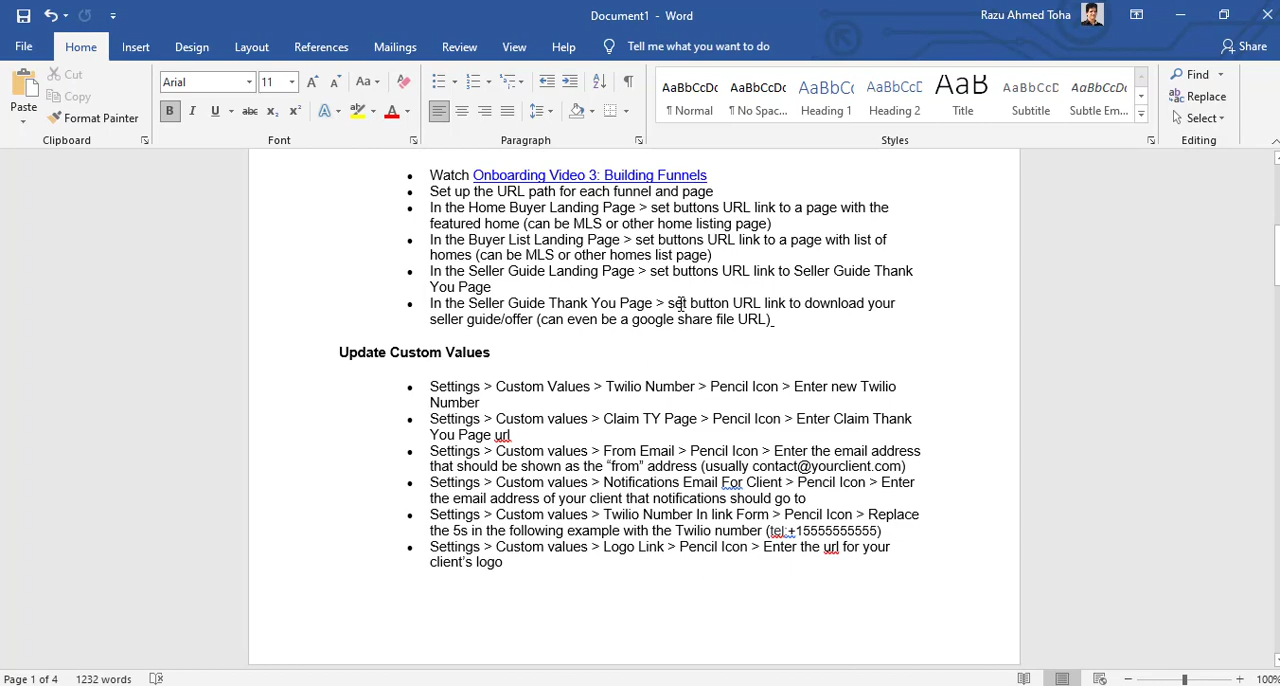 Document1 - Word
Razu Ahmed Toha
File Home Insert Design Layout References Mailings Review View Help Tell me what you want to do Share
Paste
Cut
Copy
Format Painter
Clipboard
Arial 11
Font
Paragraph
AaBbCcDc AaBbCcDc AaBbCc AaBbCcD AaB AaBbCcD AaBbCcDc
¶ Normal ¶ No Spac... Heading 1 Heading 2 Title Subtitle Subtle Em...
Styles
Find
Replace
Select
Editing
• Watch Onboarding Video 3: Building Funnels
• Set up the URL path for each funnel and page
• In the Home Buyer Landing Page > set buttons URL link to a page with the
featured home (can be MLS or other home listing page)
• In the Buyer List Landing Page > set buttons URL link to a page with list of
homes (can be MLS or other homes list page)
• In the Seller Guide Landing Page > set buttons URL link to Seller Guide Thank
You Page
• In the Seller Guide Thank You Page > set button URL link to download your
seller guide/offer (can even be a google share file URL)
Update Custom Values
• Settings > Custom Values > Twilio Number > Pencil Icon > Enter new Twilio
Number
• Settings > Custom values > Claim TY Page > Pencil Icon > Enter Claim Thank
You Page url
• Settings > Custom values > From Email > Pencil Icon > Enter the email address
that should be shown as the “from” address (usually contact@yourclient.com)
• Settings > Custom values > Notifications Email For Client > Pencil Icon > Enter
the email address of your client that notifications should go to
• Settings > Custom values > Twilio Number In link Form > Pencil Icon > Replace
the 5s in the following example with the Twilio number (tel:+15555555555)
• Settings > Custom values > Logo Link > Pencil Icon > Enter the url for your
client’s logo
Page 1 of 4 1232 words 100%